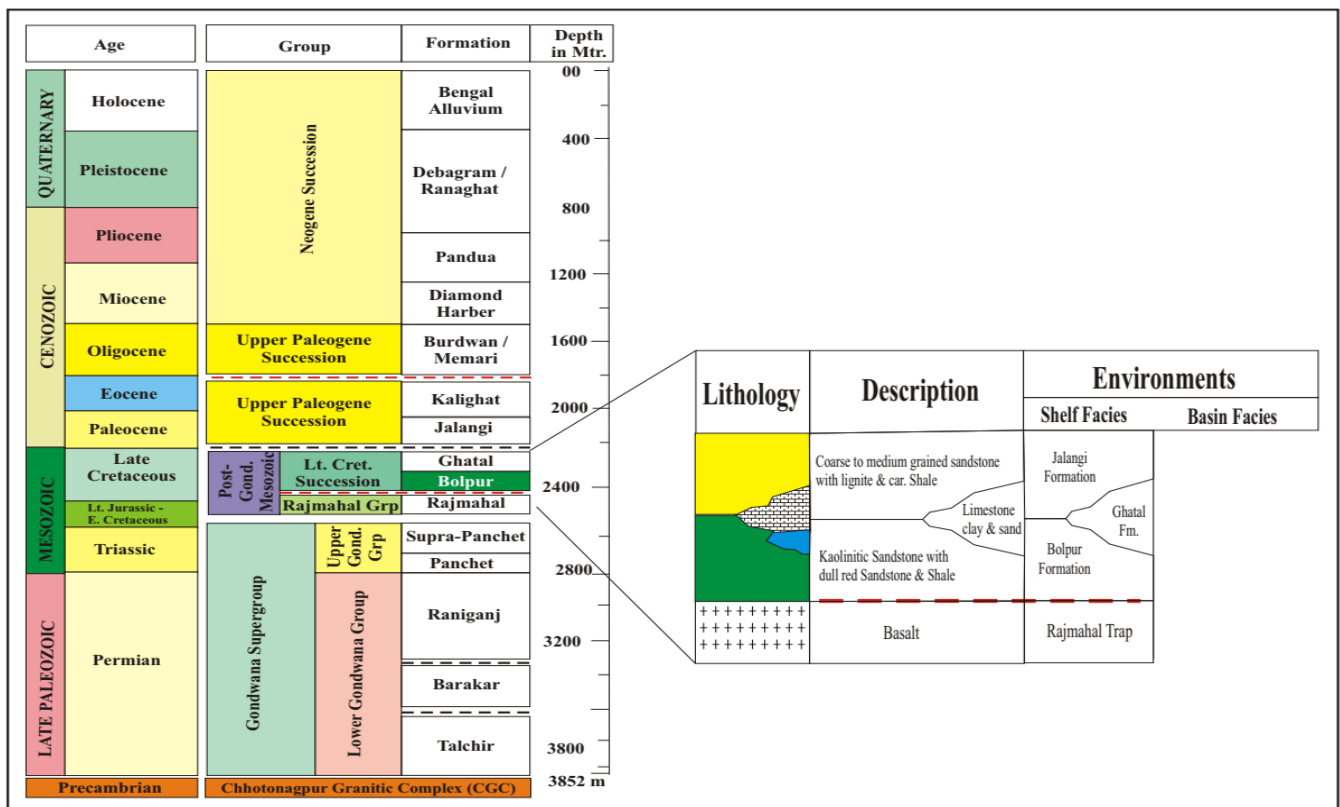 Age
Group
Formation
Depth
in Mtr.
QUATERNARY
CENOZOIC
MESOZOIC
LATE PALEOZOIC
Holocene
Pleistocene
Pliocene
Miocene
Oligocene
Eocene
Paleocene
Late
Cretaceous
Lt. Jurassic -
E. Cretaceous
Triassic
Permian
Precambrian
Neogene Succession
Upper Paleogene
Succession
Upper Paleogene
Succession
Post-
Gond.
Mesozoic
Lt. Cret.
Succession
Rajmahal Grp
Gondwana Supergroup
Upper
Gond.
Grp
Lower Gondwana Group
Chhotonagpur Granitic Complex (CGC)
Bengal
Alluvium
Debagram /
Ranaghat
Pandua
Diamond
Harber
Burdwan /
Memari
Kalighat
Jalangi
Ghatal
Bolpur
Rajmahal
Supra-Panchet
Panchet
Raniganj
Barakar
Talchir
00
400
800
1200
1600
2000
2400
2800
3200
3800
3852 m
Lithology
Description
Environments
Shelf Facies
Basin Facies
Coarse to medium grained sandstone
with lignite & car. Shale
Limestone
clay & sand
Kaolinitic Sandstone with
dull red Sandstone & Shale
Basalt
Jalangi
Formation
Ghatal
Fm.
Bolpur
Formation
Rajmahal Trap